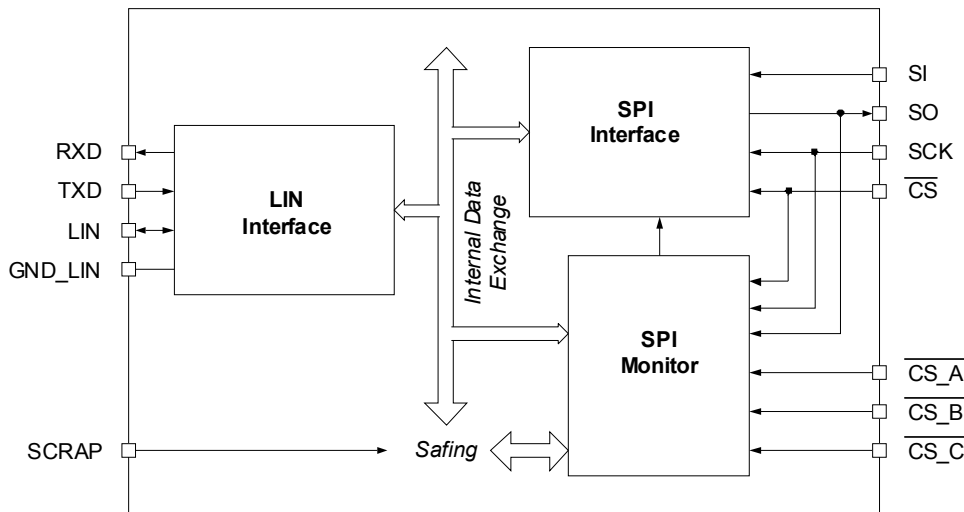 RXD
TXD
LIN
GND_LIN
SCRAP
LIN
Interface
Internal Data
Exchange
Safing
SPI
Interface
SPI
Monitor
SI
SO
SCK
CS
CS_A
CS_B
CS_C